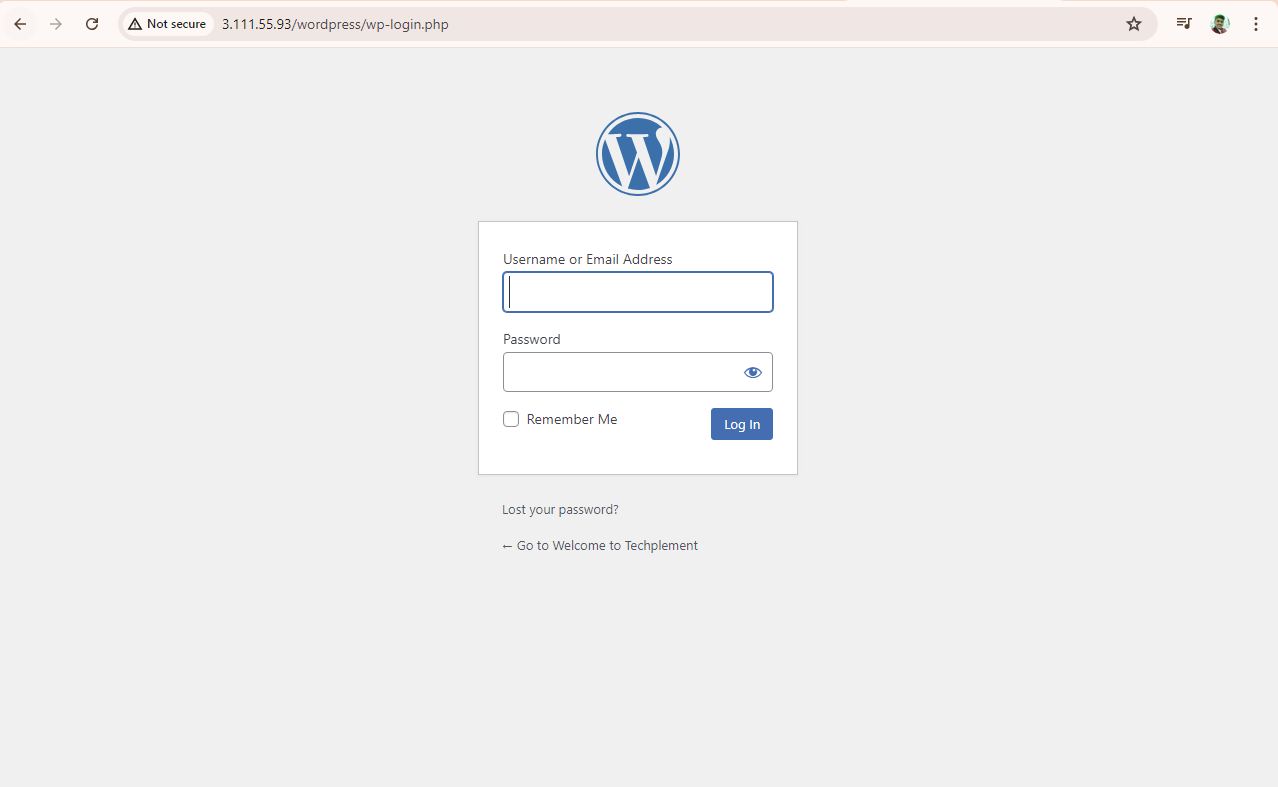 Not secure 3.111.55.93/wordpress/wp-login.php
W
Username or Email Address
Password
Remember Me
Log In
Lost your password?
← Go to Welcome to Techplement